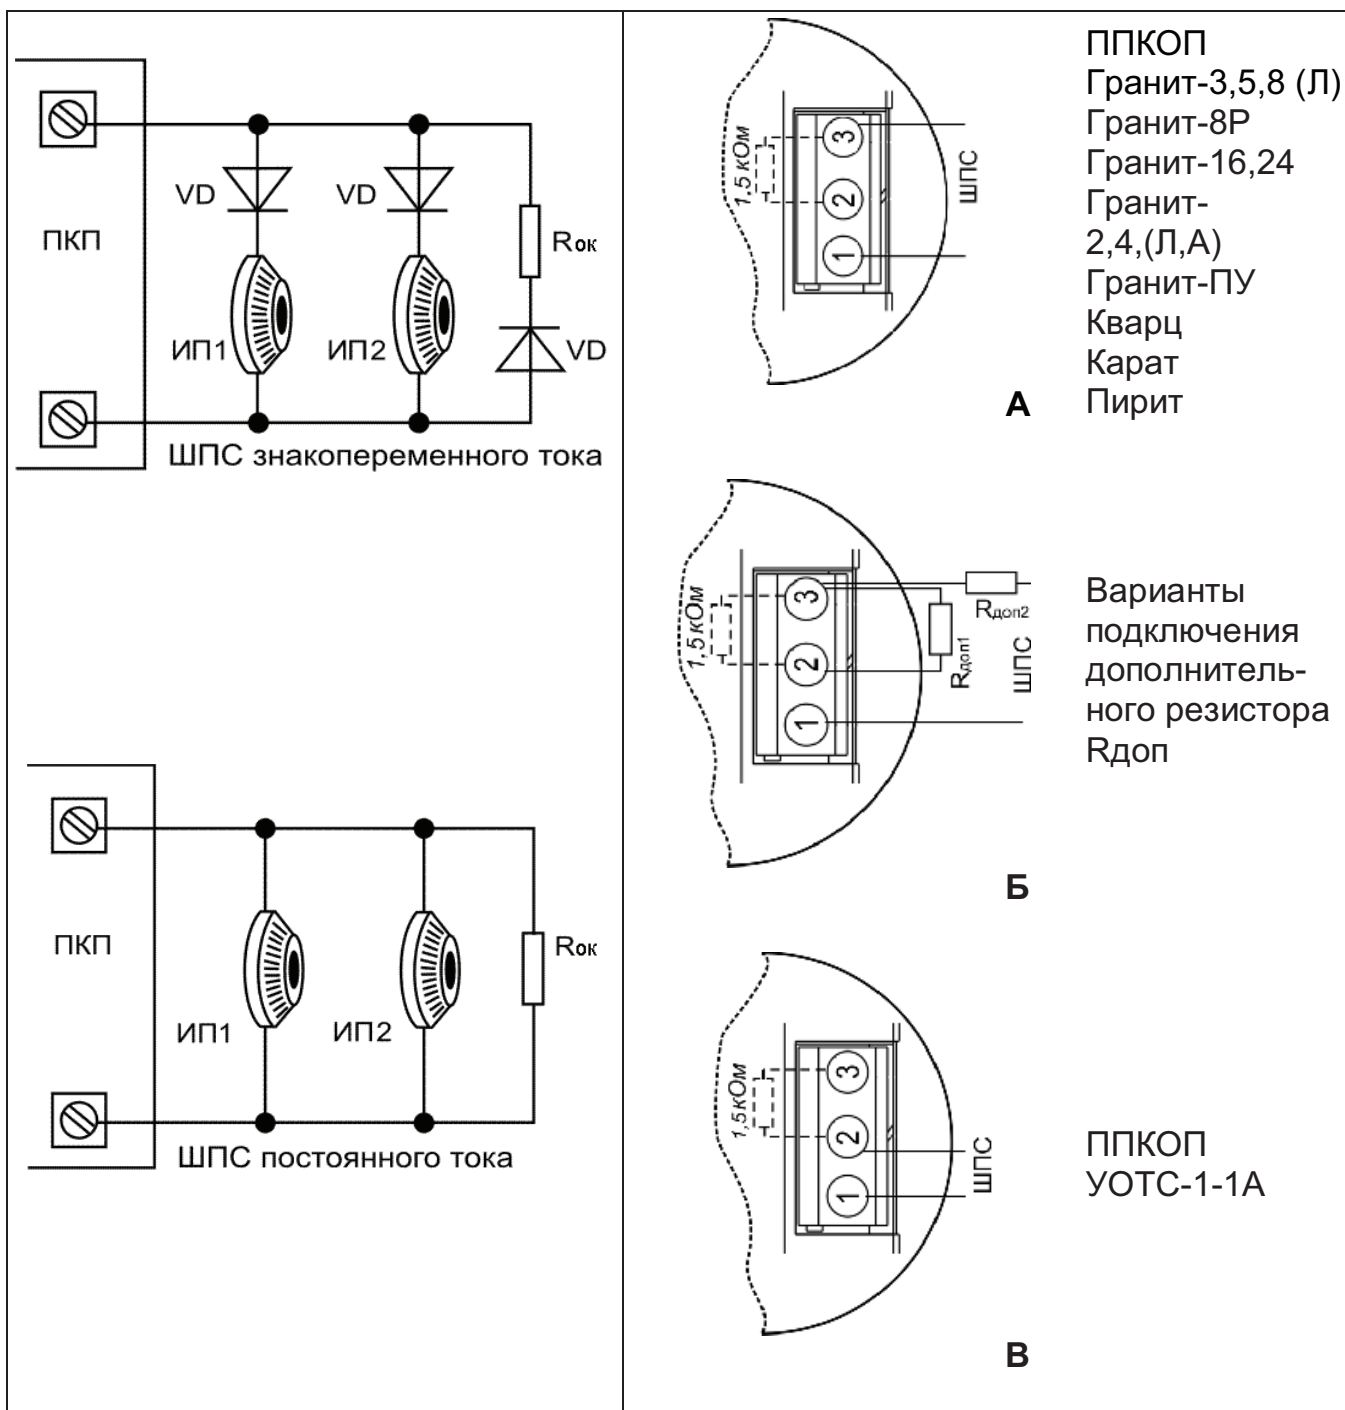 ПКП
VD
VD
Rок
ИП1
ИП2
VD
ШПС знакопеременного тока
ПКП
Rок
ИП1
ИП2
ШПС постоянного тока
1,5 кОм
3
2
1
ШПС
А
ППКОП
Гранит-3,5,8 (Л)
Гранит-8Р
Гранит-16,24
Гранит-
2,4,(Л,А)
Гранит-ПУ
Кварц
Карат
Пирит
1,5 кОм
3
2
1
Rдоп2
Rдоп1
ШПС
Б
Варианты
подключения
дополнитель-
ного резистора
Rдоп
1,5 кОм
3
2
1
ШПС
В
ППКОП
УОТС-1-1А